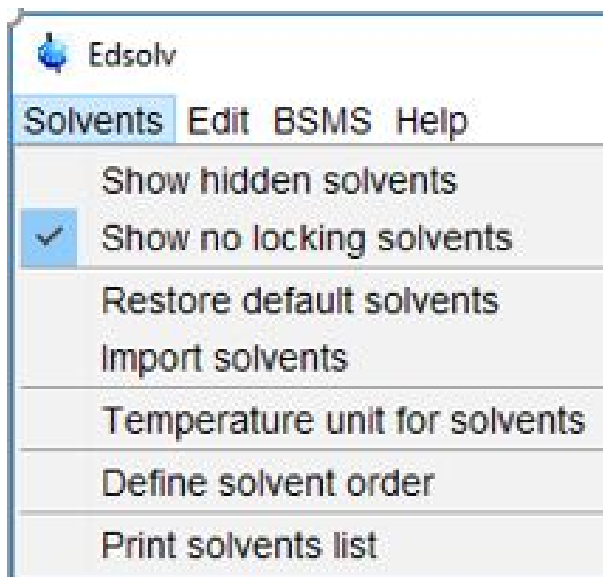 Edsolv
Solvents Edit BSMS Help
Show hidden solvents
Show no locking solvents
Restore default solvents
Import solvents
Temperature unit for solvents
Define solvent order
Print solvents list